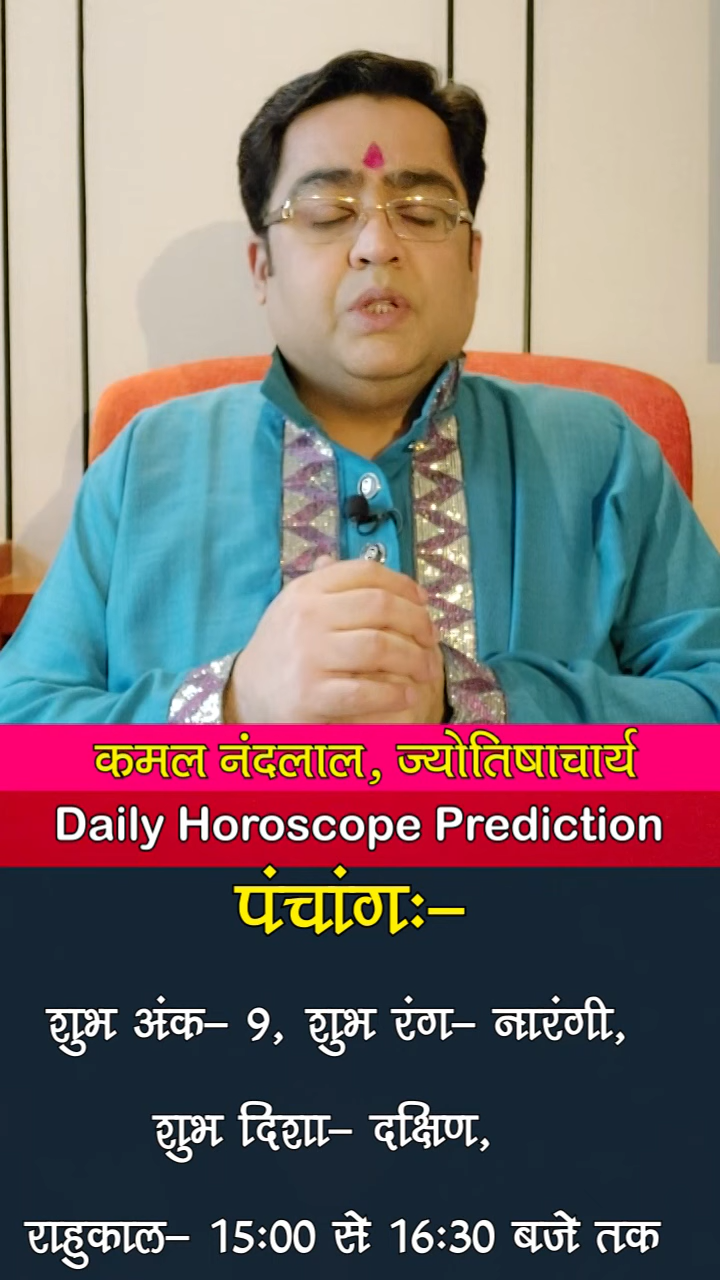 कमल नंदलाल, ज्योतिषाचार्य
Daily Horoscope Prediction
पंचांगः–
शुभ अंक– 9, शुभ रंग– नारंगी,
शुभ दिशा– दक्षिण,
राहुकाल– 15:00 से 16:30 बजे तक